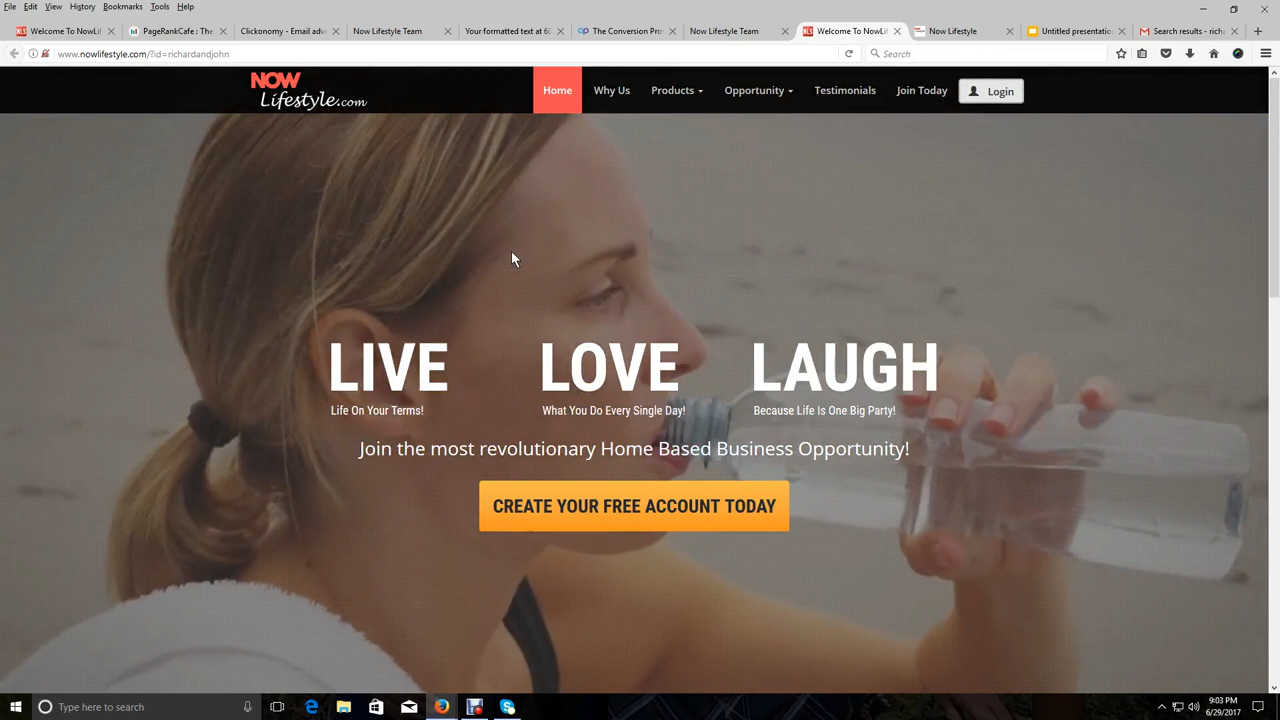 File Edit View History Bookmarks Tools Help
Welcome To NowLi
PageRankCafe : The
Clickonomy - Email adve
Now Lifestyle Team
Your formatted text at 60
The Conversion Pro
Now Lifestyle Team
Welcome To NowLif
Now Lifestyle
Untitled presentatio
Search results - rich
www.nowlifestyle.com/?id=richardandjohn
Search
NOW
Lifestyle.com
Home Why Us Products Opportunity Testimonials Join Today Login
LIVE LOVE LAUGH
Life On Your Terms! What You Do Every Single Day! Because Life Is One Big Party!
Join the most revolutionary Home Based Business Opportunity!
CREATE YOUR FREE ACCOUNT TODAY
Type here to search
9:03 PM
6/29/2017